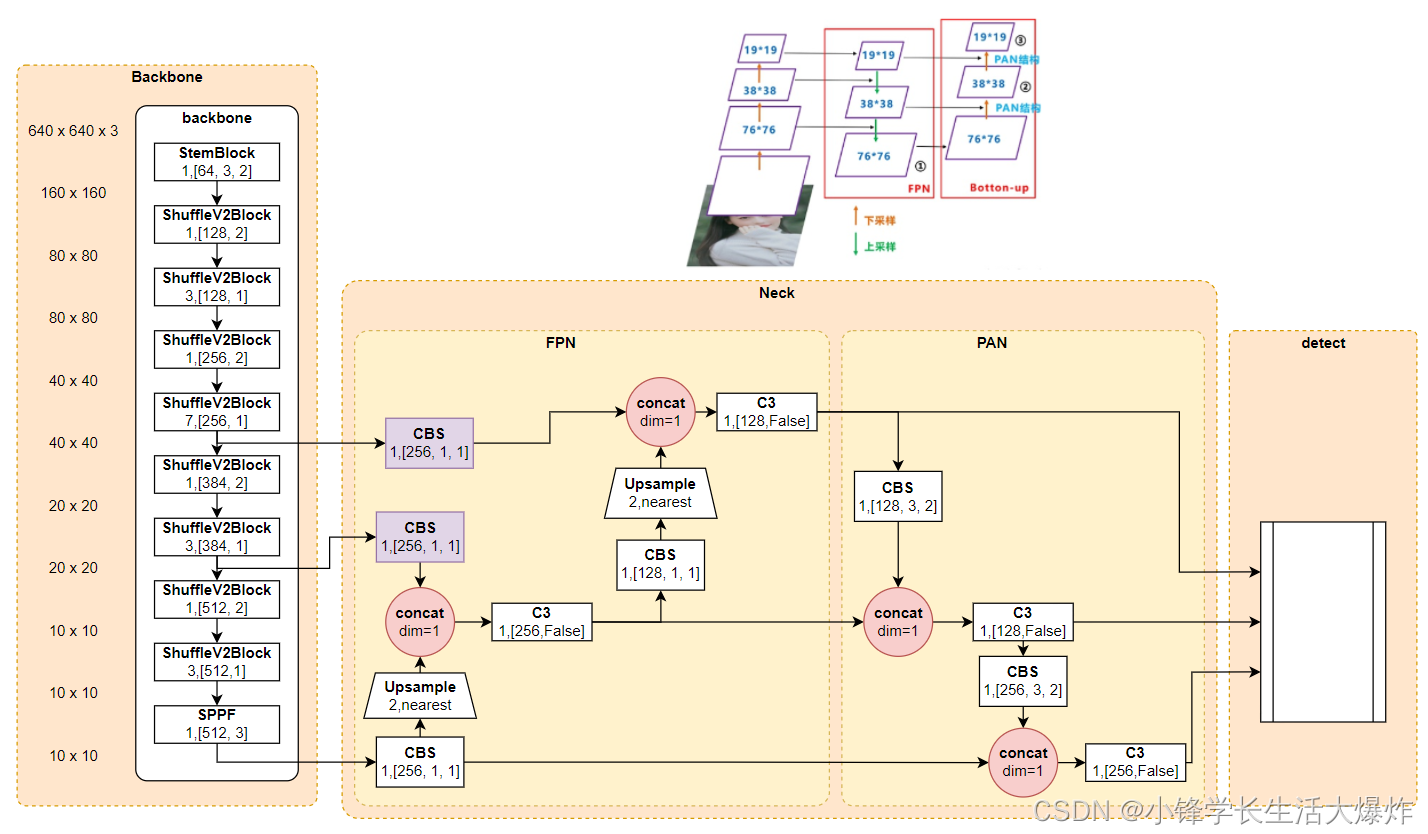 Backbone
backbone
640 x 640 x 3
StemBlock
1,[64, 3, 2]
160 x 160
ShuffleV2Block
1,[128, 2]
80 x 80
ShuffleV2Block
3,[128, 1]
80 x 80
ShuffleV2Block
1,[256, 2]
40 x 40
ShuffleV2Block
7,[256, 1]
40 x 40
ShuffleV2Block
1,[384, 2]
20 x 20
ShuffleV2Block
3,[384, 1]
20 x 20
ShuffleV2Block
1,[512, 2]
10 x 10
ShuffleV2Block
3,[512,1]
10 x 10
SPPF
1,[512, 3]
10 x 10
19*19
38*38
76*76
19*19
38*38
76*76
①
FPN
19*19
③
PAN结构
38*38
②
PAN结构
76*76
Botton-up
下采样
上采样
Neck
FPN
CBS
1,[256, 1, 1]
concat
dim=1
C3
1,[128,False]
Upsample
2,nearest
CBS
1,[256, 1, 1]
CBS
1,[128, 1, 1]
concat
dim=1
C3
1,[256,False]
Upsample
2,nearest
CBS
1,[256, 1, 1]
PAN
CBS
1,[128, 3, 2]
concat
dim=1
C3
1,[128,False]
CBS
1,[256, 3, 2]
concat
dim=1
C3
1,[256,False]
detect
CSDN @小锋学长生活大爆炸